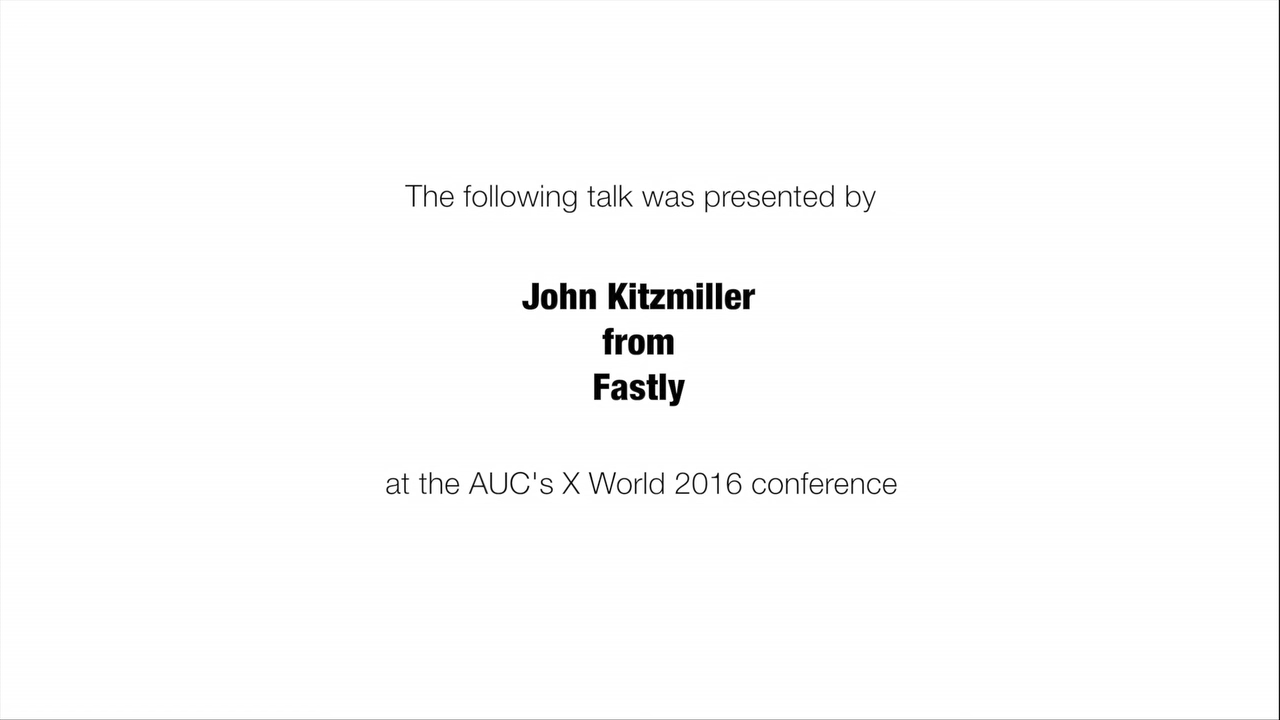 The following talk was presented by
John Kitzmiller
from
Fastly
at the AUC's X World 2016 conference